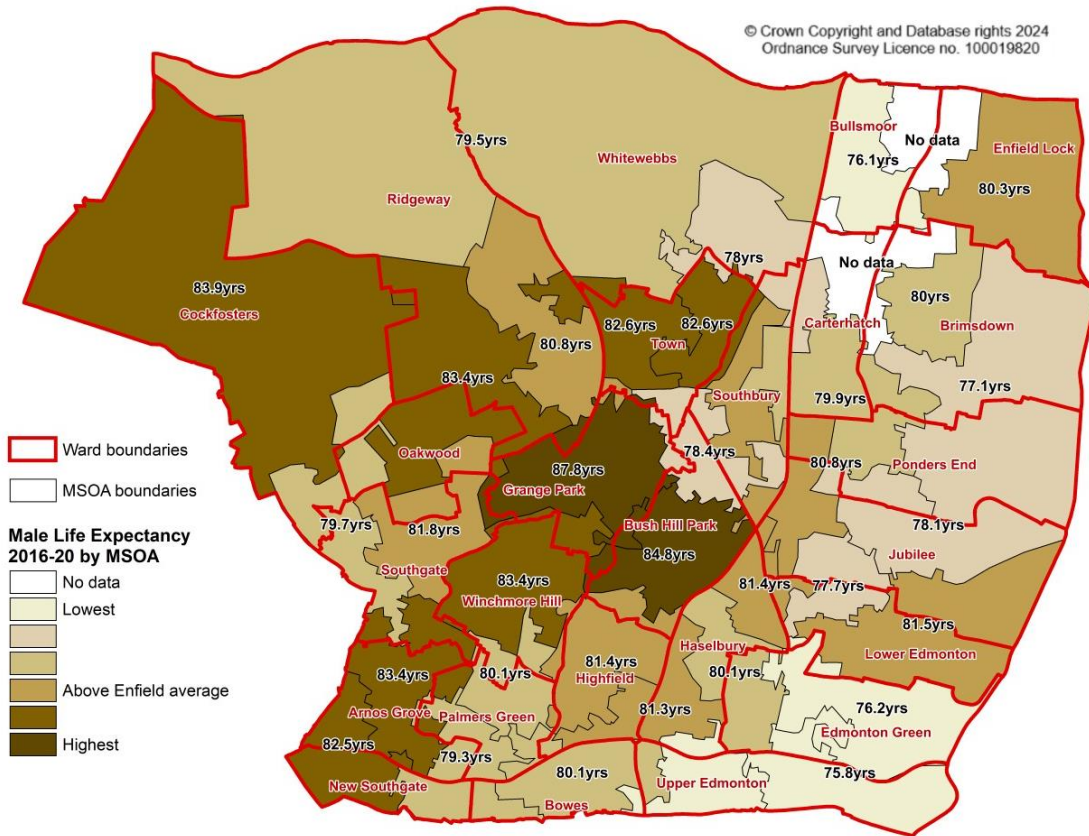 © Crown Copyright and Database rights 2024
Ordnance Survey Licence no. 100019820
Bullsmoor
No data
79.5yrs
Whitewebbs
76.1yrs
Enfield Lock
80.3yrs
Ridgeway
78yrs
No data
83.9yrs
Cockfosters
80yrs
82.6yrs
82.6yrs
Carterhatch
Brimsdown
80.8yrs
Town
83.4yrs
77.1yrs
Southbury
79.9yrs
Ward boundaries
Oakwood
78.4yrs
87.8yrs
80.8yrs
Ponders End
MSOA boundaries
Grange Park
79.7yrs
81.8yrs
Bush Hill Park
78.1yrs
Male Life Expectancy
2016-20 by MSOA
84.8yrs
Jubilee
No data
Southgate
83.4yrs
81.4yrs
77.7yrs
Lowest
Winchmore Hill
81.5yrs
Haselbury
Lower Edmonton
81.4yrs
83.4yrs
80.1yrs
Highfield
80.1yrs
Above Enfield average
Arnos Grove
Palmers Green
81.3yrs
76.2yrs
Edmonton Green
Highest
82.5yrs
79.3yrs
80.1yrs
75.8yrs
New Southgate
Upper Edmonton
Bowes